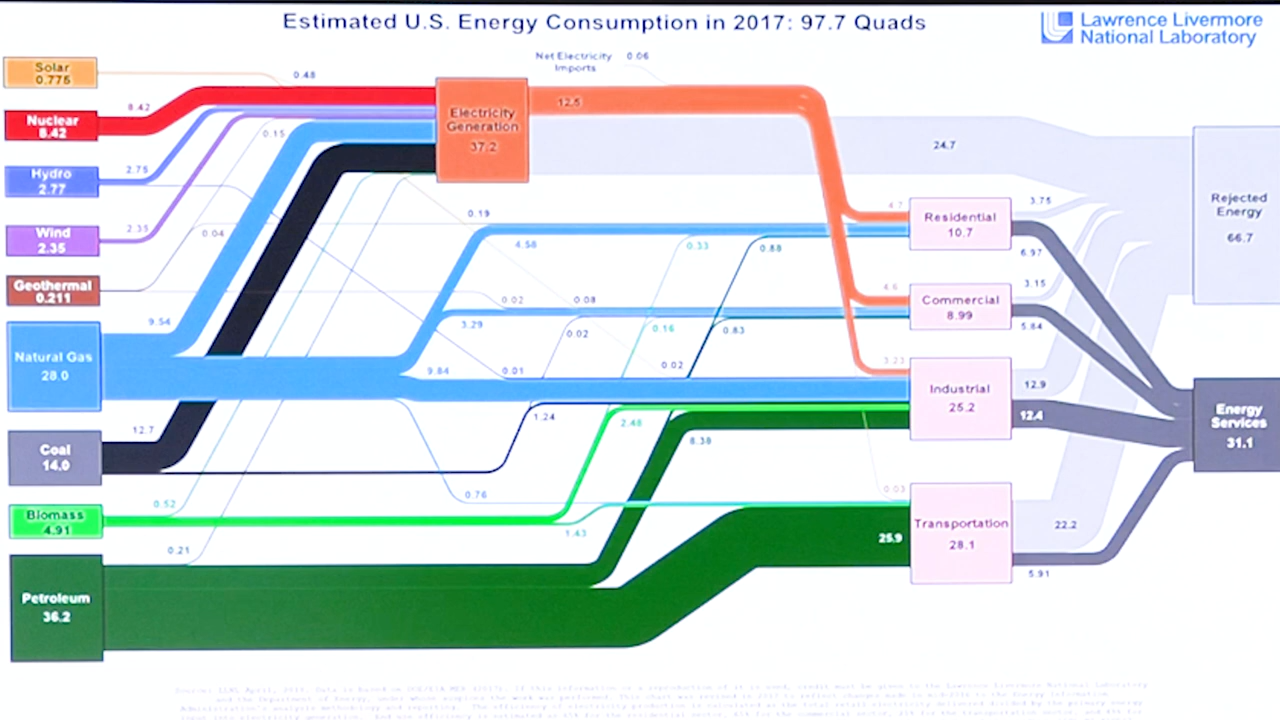 Estimated U.S. Energy Consumption in 2017: 97.7 Quads
Lawrence Livermore
National Laboratory
Net Electricity
Imports
0.06
Solar
0.775
0.48
Nuclear
8.42
8.42
Electricity
Generation
37.2
12.5
24.7
Hydro
2.77
2.75
0.15
Wind
2.35
2.35
0.04
Geothermal
0.211
0.19
4.58
0.33
0.88
4.7
Residential
10.7
3.75
6.97
Rejected
Energy
66.7
0.02
0.08
3.29
0.02
0.16
0.83
4.6
Commercial
8.99
3.15
5.84
Natural Gas
28.0
9.54
9.84
0.01
0.02
3.23
Industrial
25.2
12.9
12.4
Energy
Services
31.1
Coal
14.0
12.7
1.24
2.48
8.38
Biomass
4.91
0.52
0.76
1.43
0.03
Transportation
28.1
25.9
22.2
5.91
Petroleum
36.2
0.21